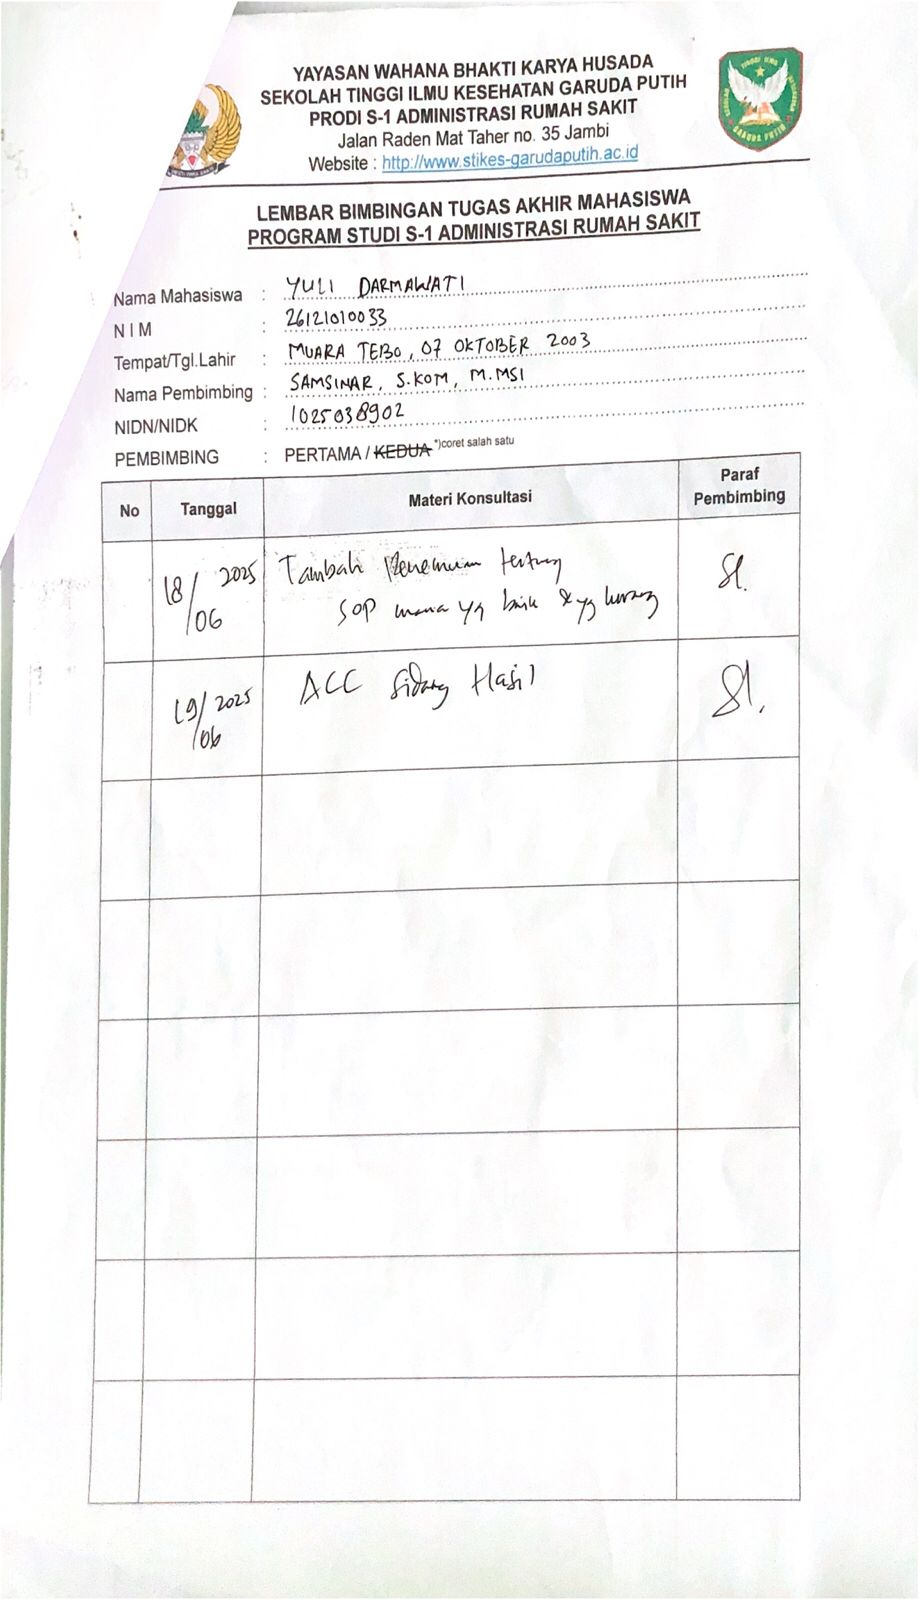 YAYASAN WAHANA BHAKTI KARYA HUSADA
SEKOLAH TINGGI ILMU KESEHATAN GARUDA PUTIH
PRODI S-1 ADMINISTRASI RUMAH SAKIT
Jalan Raden Mat Taher no. 35 Jambi
Website : http://www.stikes-garudaputih.ac.id
LEMBAR BIMBINGAN TUGAS AKHIR MAHASISWA
PROGRAM STUDI S-1 ADMINISTRASI RUMAH SAKIT
Nama Mahasiswa : YULI DARMAWATI
N I M : 26121010033
Tempat/Tgl.Lahir : MUARA TEBO, 07 OKTOBER 2003
Nama Pembimbing : SAMSINAR, S.KOM, M.MSI
NIDN/NIDK : 1025038902
PEMBIMBING : PERTAMA / KEDUA *)coret salah satu
No Tanggal Materi Konsultasi Paraf Pembimbing
18/06 2025 Tambah tentang
SOP mana yg baik & yg kurang
19/06 2025 ACC Sidang Hasil